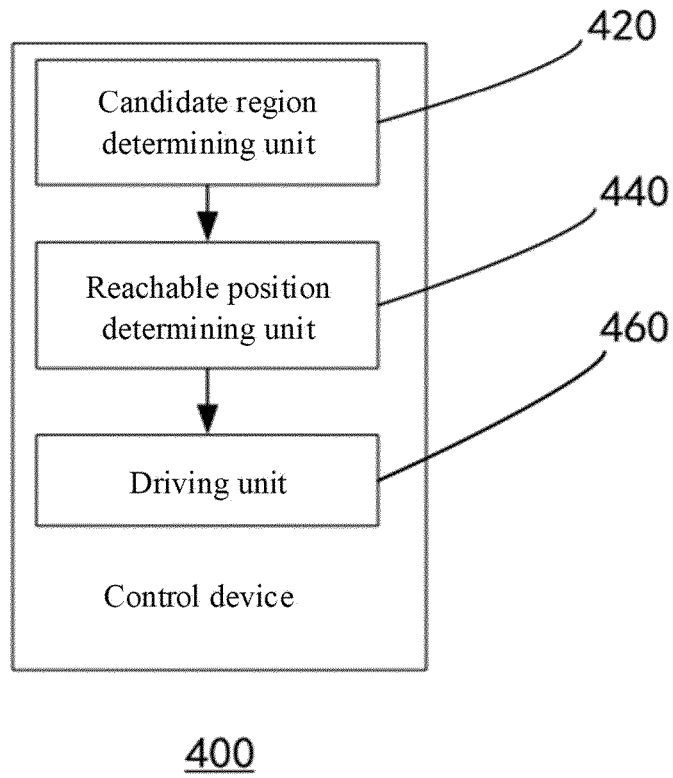 420
Candidate region
determining unit
440
Reachable position
determining unit
460
Driving unit
Control device
400